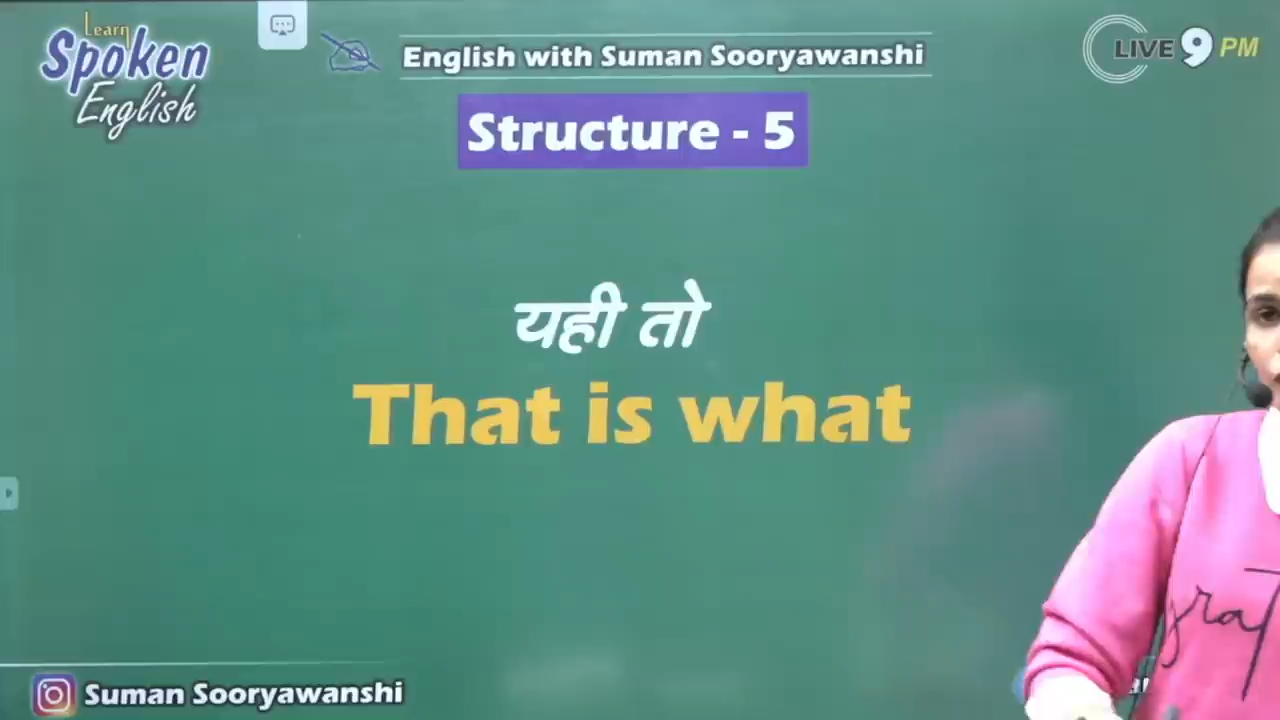 Learn
Spoken
English
English with Suman Sooryawanshi
LIVE 9 PM
Structure - 5
यही तो
That is what
Suman Sooryawanshi